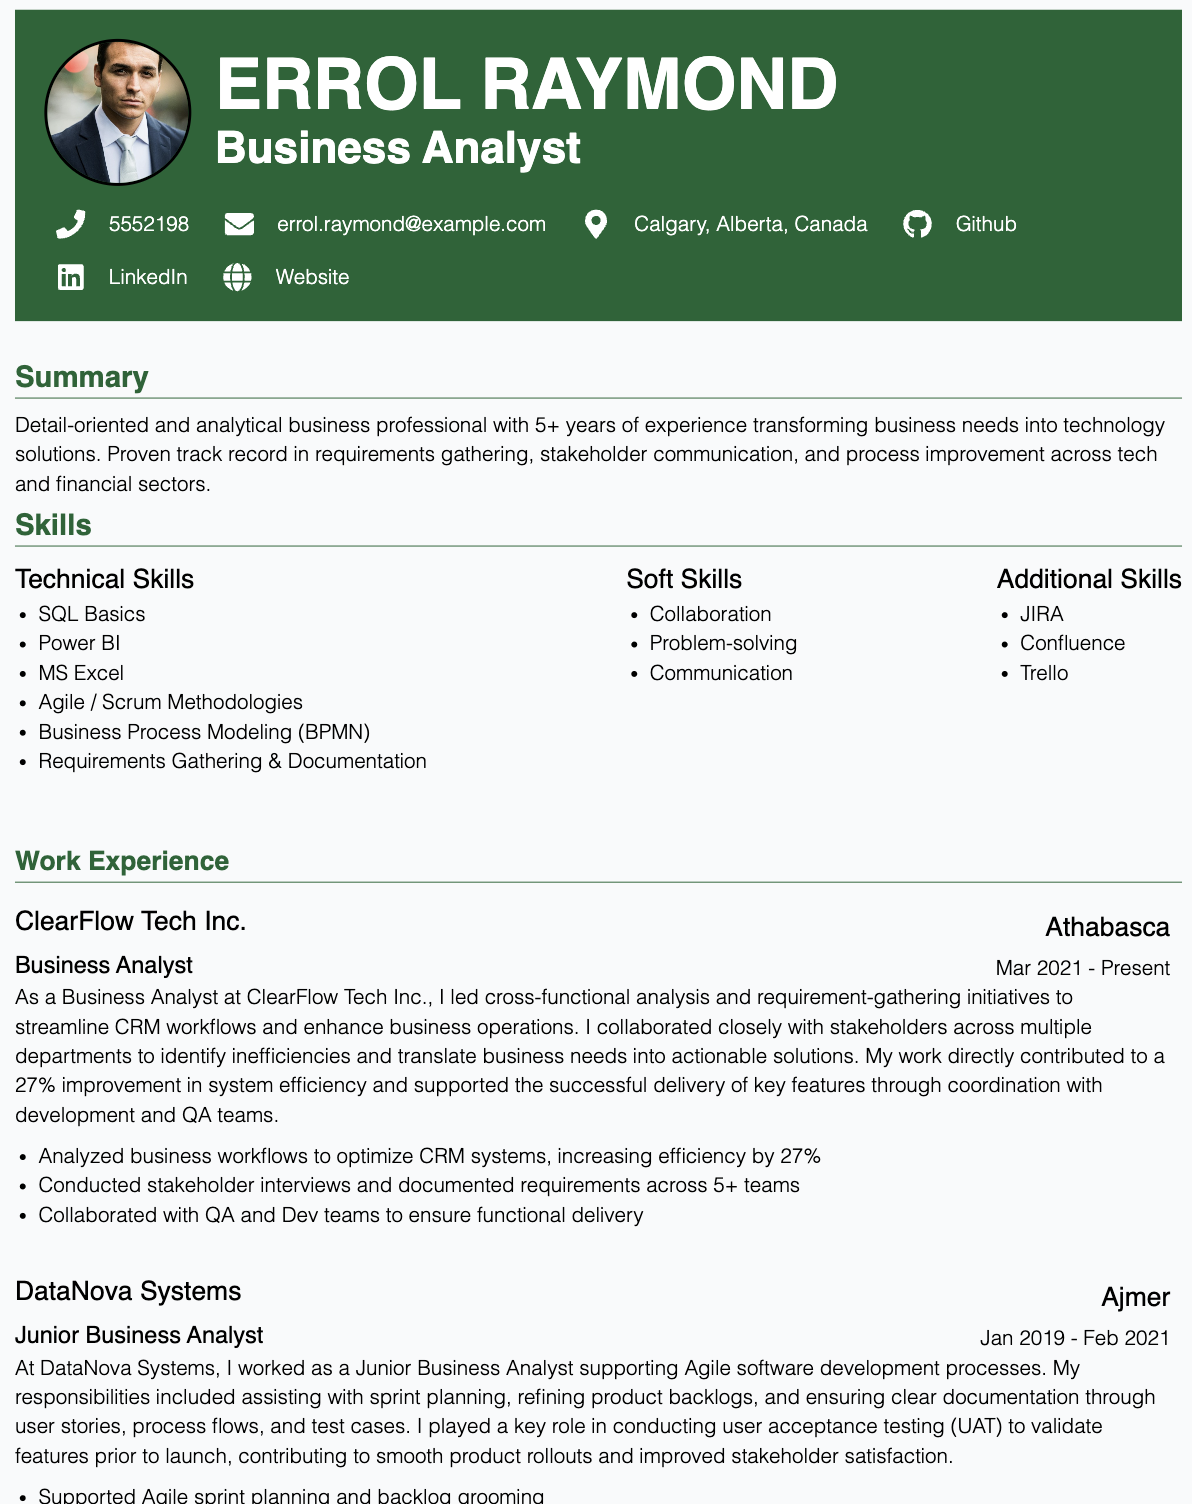 ERROL RAYMOND
Business Analyst
5552198 errol.raymond@example.com Calgary, Alberta, Canada Github
LinkedIn Website
Summary
Detail-oriented and analytical business professional with 5+ years of experience transforming business needs into technology
solutions. Proven track record in requirements gathering, stakeholder communication, and process improvement across tech
and financial sectors.
Skills
Technical Skills
• SQL Basics
• Power BI
• MS Excel
• Agile / Scrum Methodologies
• Business Process Modeling (BPMN)
• Requirements Gathering & Documentation
Soft Skills
• Collaboration
• Problem-solving
• Communication
Additional Skills
• JIRA
• Confluence
• Trello
Work Experience
ClearFlow Tech Inc. Athabasca
Business Analyst Mar 2021 - Present
As a Business Analyst at ClearFlow Tech Inc., I led cross-functional analysis and requirement-gathering initiatives to
streamline CRM workflows and enhance business operations. I collaborated closely with stakeholders across multiple
departments to identify inefficiencies and translate business needs into actionable solutions. My work directly contributed to a
27% improvement in system efficiency and supported the successful delivery of key features through coordination with
development and QA teams.
• Analyzed business workflows to optimize CRM systems, increasing efficiency by 27%
• Conducted stakeholder interviews and documented requirements across 5+ teams
• Collaborated with QA and Dev teams to ensure functional delivery
DataNova Systems Ajmer
Junior Business Analyst Jan 2019 - Feb 2021
At DataNova Systems, I worked as a Junior Business Analyst supporting Agile software development processes. My
responsibilities included assisting with sprint planning, refining product backlogs, and ensuring clear documentation through
user stories, process flows, and test cases. I played a key role in conducting user acceptance testing (UAT) to validate
features prior to launch, contributing to smooth product rollouts and improved stakeholder satisfaction.
• Supported Agile sprint planning and backlog grooming